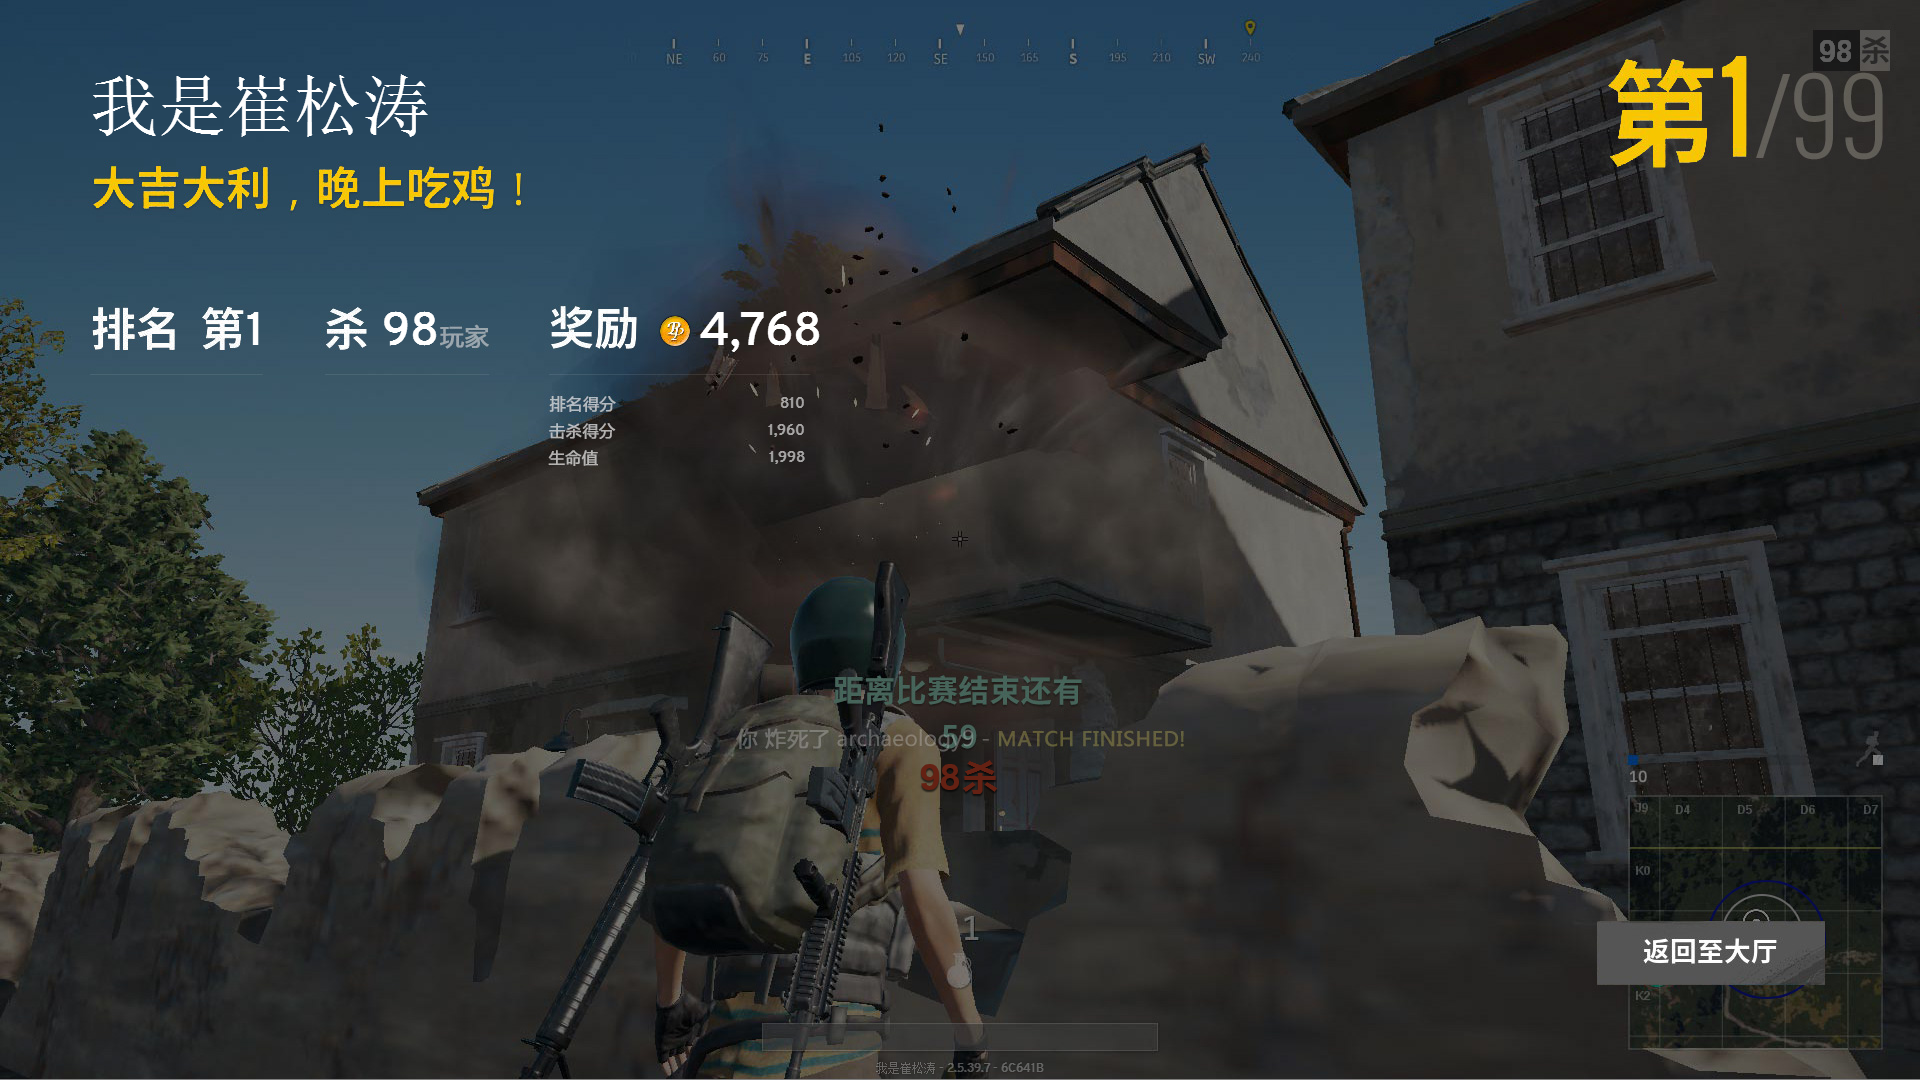 NE 60 75 E 105 120 SE 150 165 S 195 210 SW 240
98 杀
我是崔松涛
第1/99
大吉大利，晚上吃鸡！
排名 第1 杀 98玩家 奖励 4,768
排名得分 810
击杀得分 1,960
生命值 1,998
距离比赛结束还有
59
你 炸死了 archaeology9 - MATCH FINISHED!
98杀
10
J9 D4 D5 D6 D7
K0
1
返回至大厅
K2
我是崔松涛 - 2.5.39.7 - 6C641B